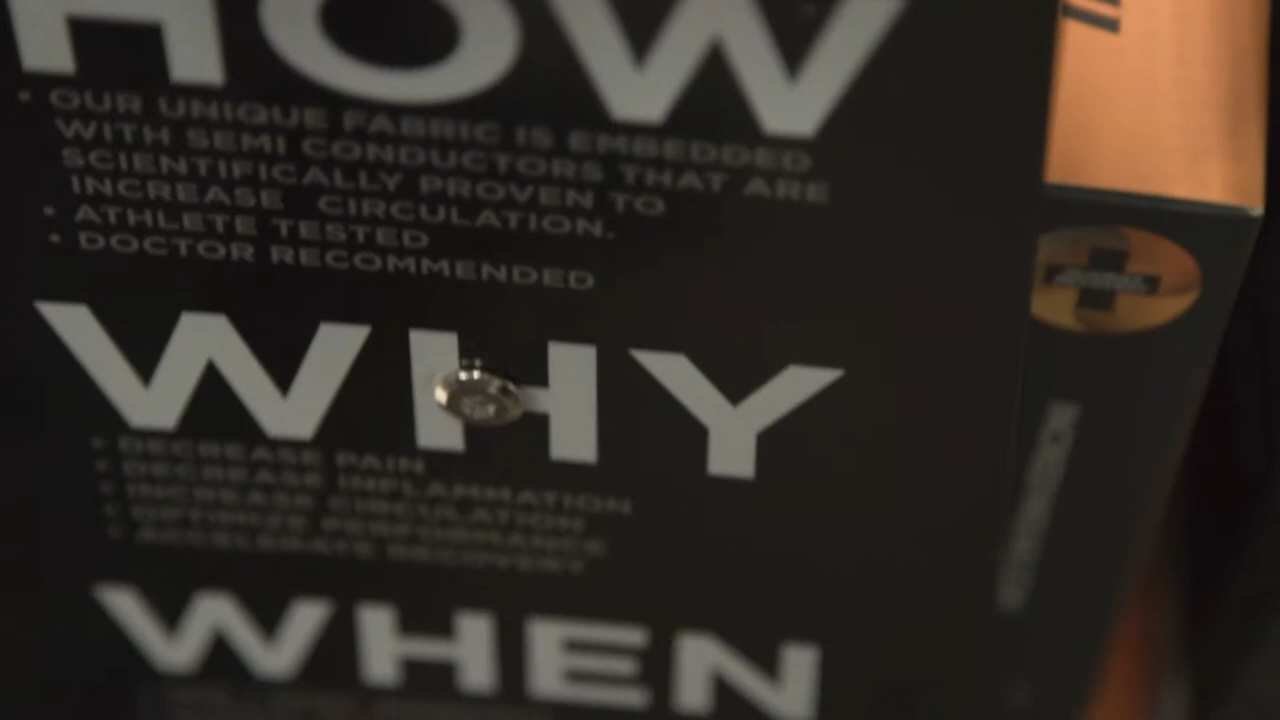 HOW
• OUR UNIQUE FABRIC IS EMBEDDED
WITH SEMI CONDUCTORS THAT ARE
SCIENTIFICALLY PROVEN TO
INCREASE CIRCULATION.
• ATHLETE TESTED
• DOCTOR RECOMMENDED
WHY
• DECREASE PAIN
• DECREASE INFLAMMATION
• INCREASE CIRCULATION
• OPTIMIZE PERFORMANCE
• ACCELERATE RECOVERY
WHEN